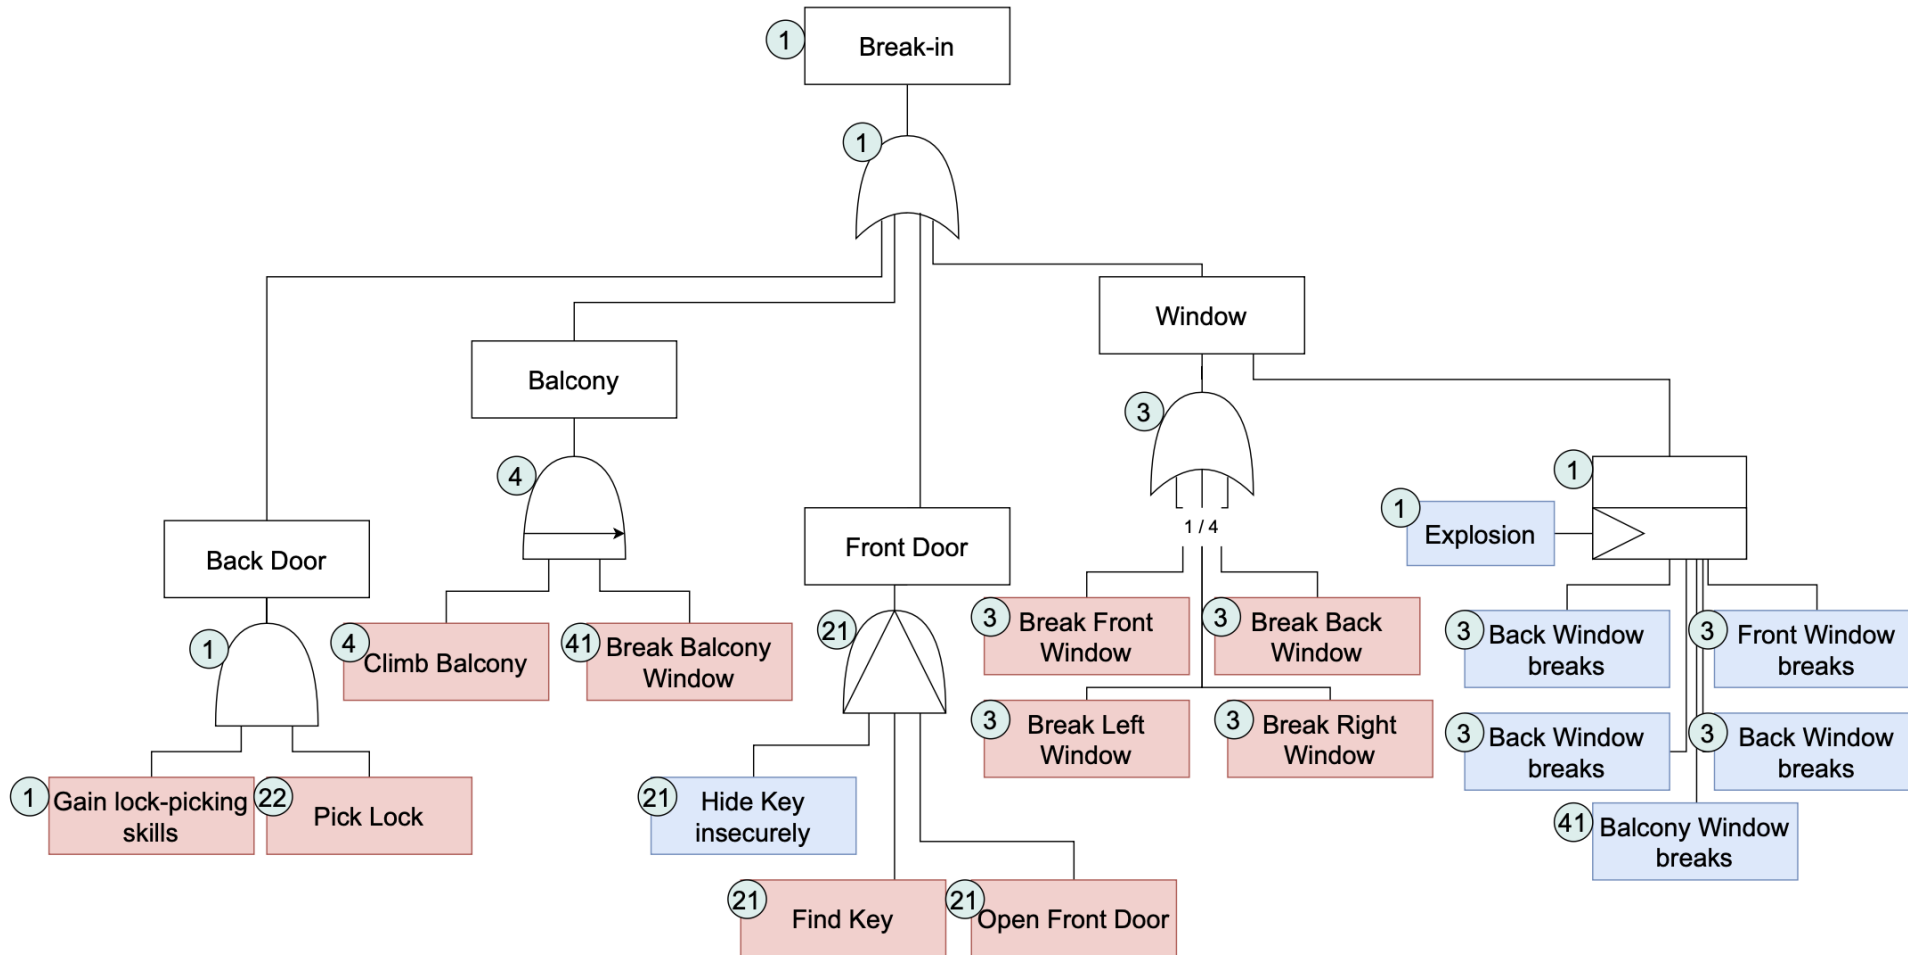 1
Break-in
1
Window
Balcony
3
4
1
1
Explosion
1 / 4
Back Door
Front Door
1
4
Climb Balcony
41
Break Balcony
Window
21
3
Break Front
Window
3
Break Back
Window
3
Back Window
breaks
3
Front Window
breaks
3
Break Left
Window
3
Break Right
Window
3
Back Window
breaks
3
Back Window
breaks
1
Gain lock-picking
skills
22
Pick Lock
21
Hide Key
insecurely
41
Balcony Window
breaks
21
Find Key
21
Open Front Door